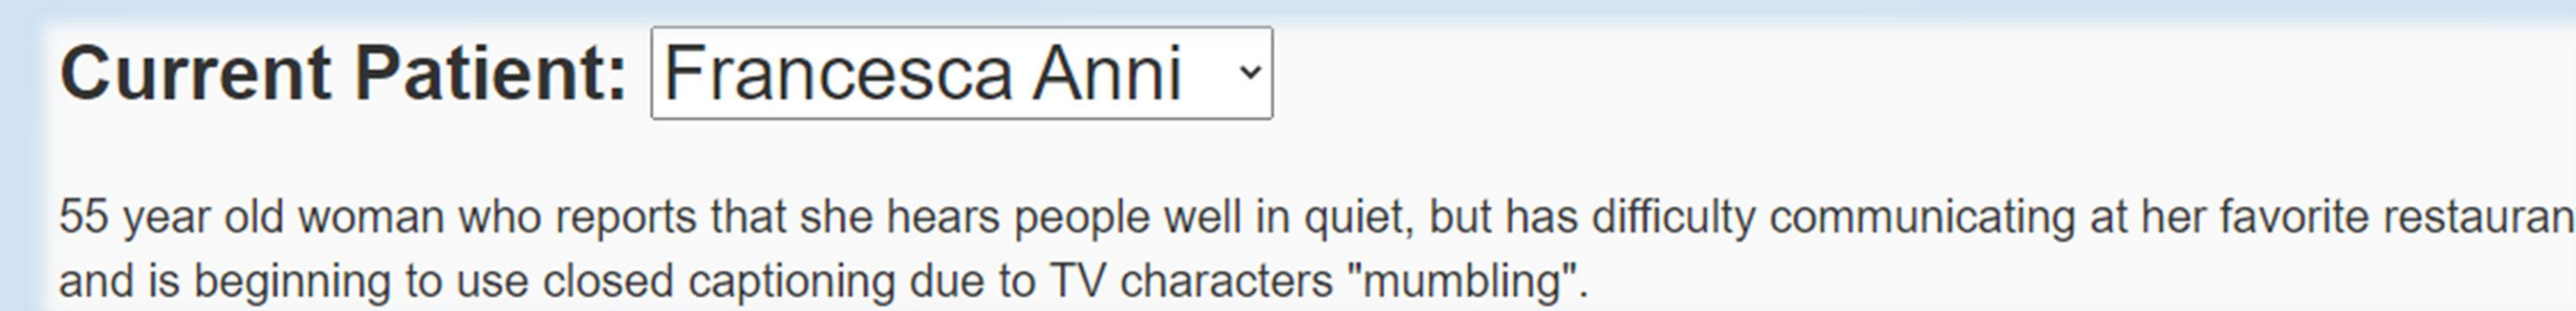 Current Patient: Francesca Anni
55 year old woman who reports that she hears people well in quiet, but has difficulty communicating at her favorite restauran
and is beginning to use closed captioning due to TV characters "mumbling".